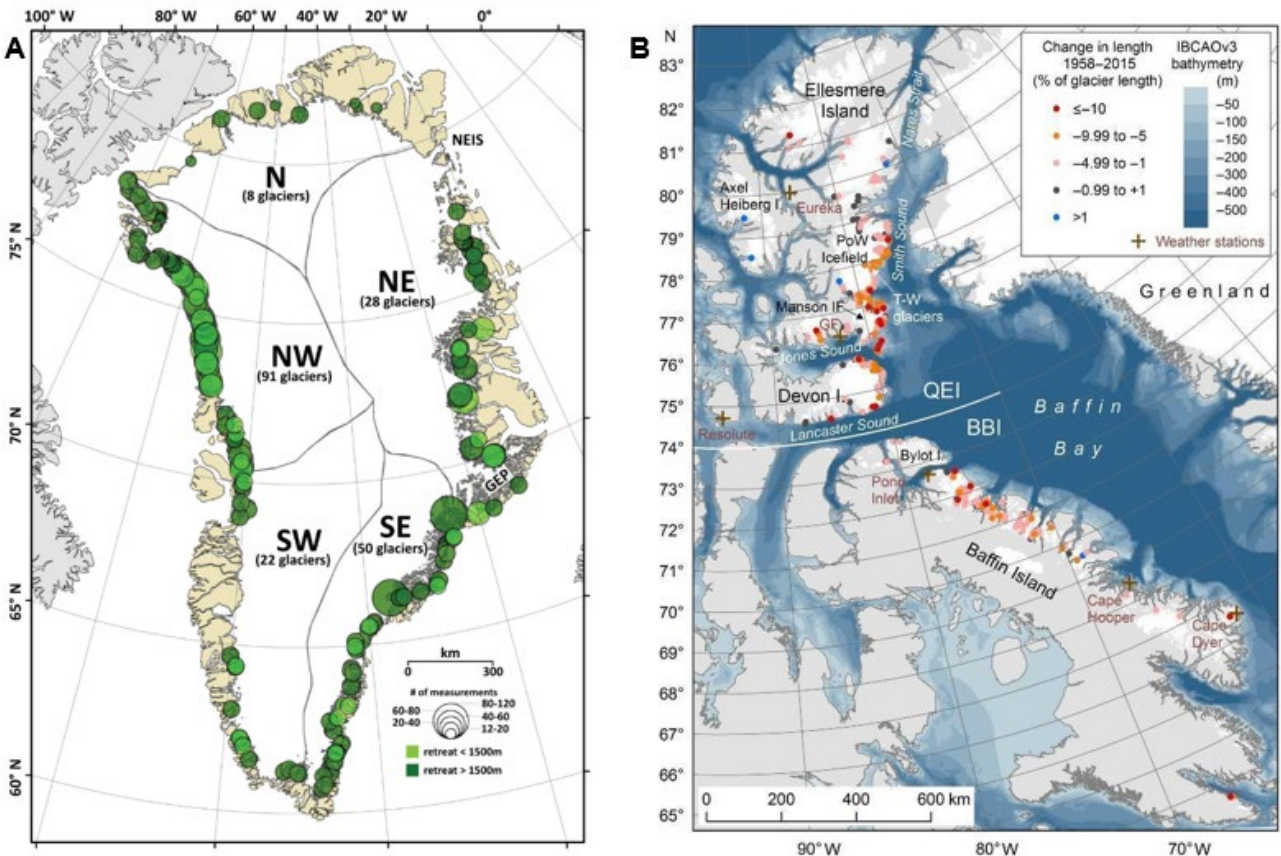 A
100° W
80° W
60° W
40° W
20° W
0°
75° N
70° N
65° N
60° N
NEIS
N
(8 glaciers)
NE
(28 glaciers)
NW
(91 glaciers)
SW
(22 glaciers)
SE
(50 glaciers)
GEP
km
0 300
# of measurements
60-80
20-40
80-120
40-60
12-20
retreat < 1500m
retreat > 1500m
40° W
20° W
B
N
83°
82°
81°
80°
79°
78°
77°
76°
75°
74°
73°
72°
71°
70°
69°
68°
67°
66°
65°
Change in length
1958–2015
(% of glacier length)
≤–10
–9.99 to –5
–4.99 to –1
–0.99 to +1
>1
IBCAOv3
bathymetry
(m)
–50
–100
–150
–200
–300
–400
–500
Weather stations
Ellesmere
Island
Nares Strait
Axel
Heiberg I
Eureka
PoW
Icefield
Smith Sound
Manson IF
T-W
glaciers
GF
Jones Sound
Devon I.
Resolute
Lancaster Sound
QEI
BBI
Greenland
Baffin
Bay
Bylot I.
Pond
Inlet
Baffin Island
Cape
Hooper
Cape
Dyer
0 200 400 600 km
90°W
80°W
70°W